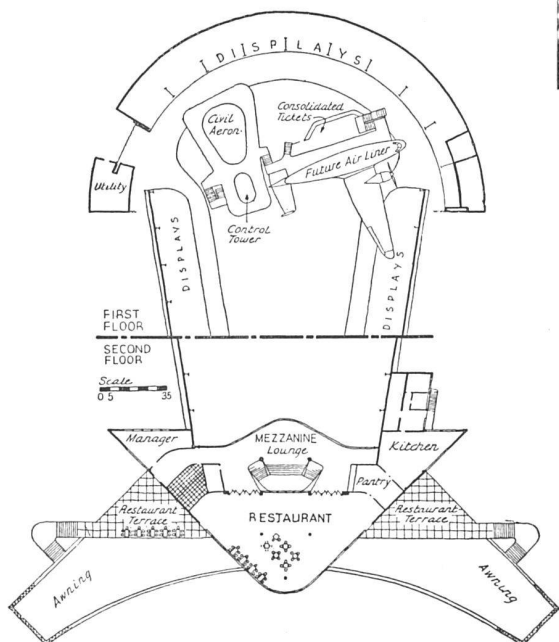 DISPLAYS
Civil
Aeron.
Consolidated
Tickets
Future Air Liner
Utility
Control
Tower
DISPLAYS
DISPLAYS
FIRST
FLOOR
SECOND
FLOOR
Scale
0 5 35
Manager
MEZZANINE
Lounge
Kitchen
Pantry
Restaurant
Terrace
RESTAURANT
Restaurant
Terrace
Awning
Awning